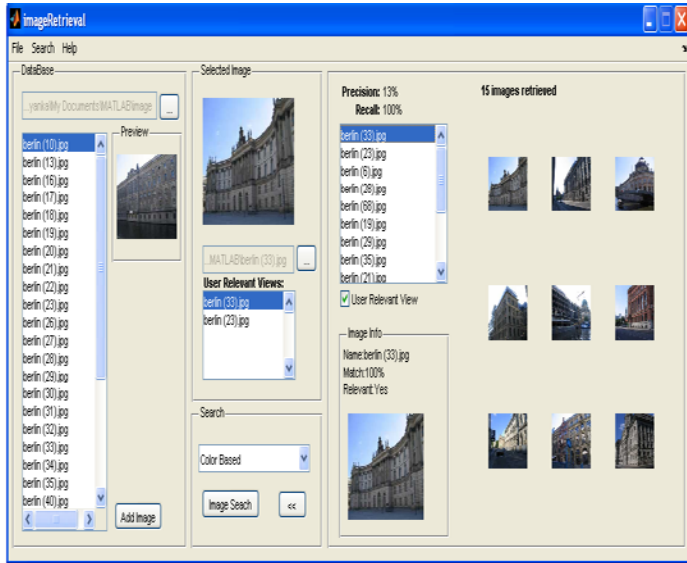 imageRetrieval
File Search Help
DataBase
..yanka\My Documents\MATLAB\image
...
berlin (10).jpg
berlin (13).jpg
berlin (16).jpg
berlin (17).jpg
berlin (18).jpg
berlin (19).jpg
berlin (20).jpg
berlin (21).jpg
berlin (22).jpg
berlin (23).jpg
berlin (26).jpg
berlin (27).jpg
berlin (28).jpg
berlin (29).jpg
berlin (30).jpg
berlin (31).jpg
berlin (32).jpg
berlin (33).jpg
berlin (34).jpg
berlin (35).jpg
berlin (40).jpg
Preview
Add Image
Selected Image
...MATLAB\berlin (33).jpg
...
User Relevant Views:
berlin (33).jpg
berlin (23).jpg
Search
Color Based
Image Seach
<<
Precision: 13%
Recall: 100%
berlin (33).jpg
berlin (23).jpg
berlin (6).jpg
berlin (28).jpg
berlin (68).jpg
berlin (19).jpg
berlin (29).jpg
berlin (35).jpg
berlin (21).jpg
User Relevant View
Image Info
Name:berlin (33).jpg
Match:100%
Relevant:Yes
15 images retrieved